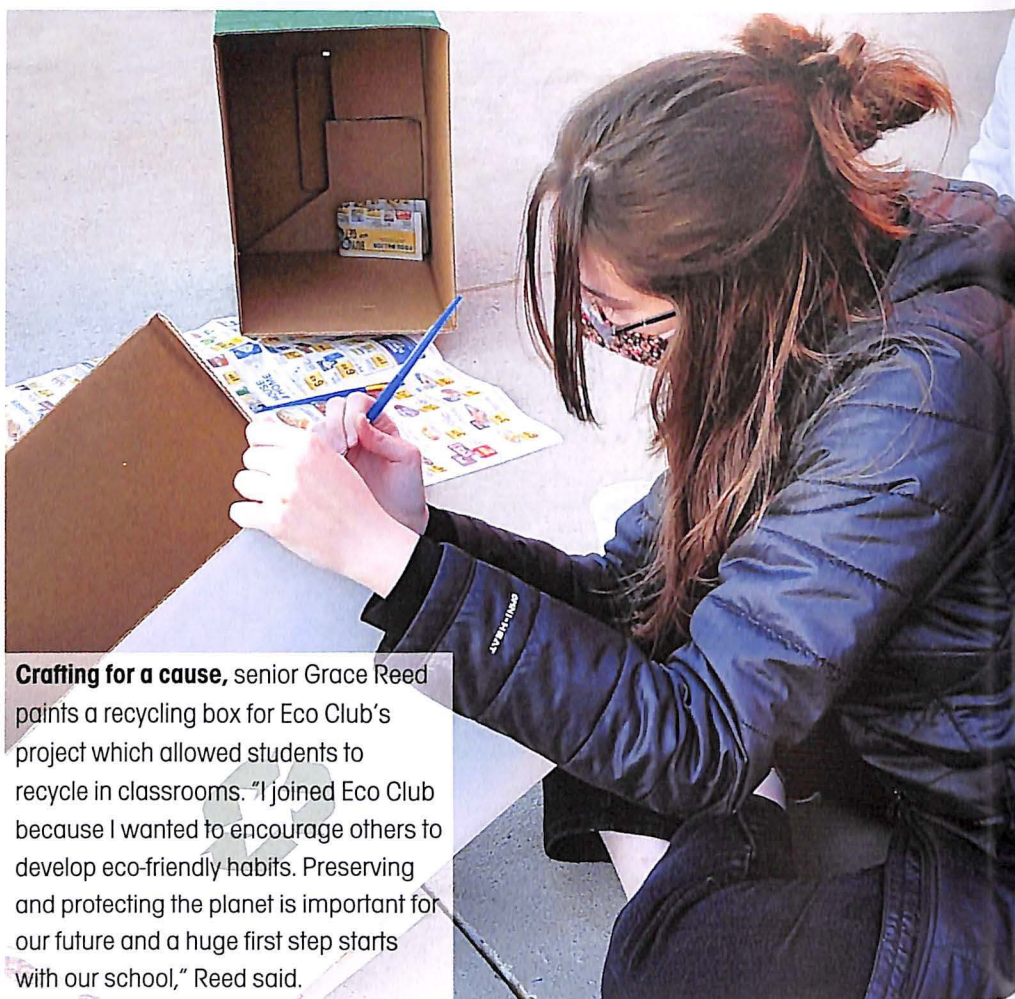 OMNI-HEAT
Crafting for a cause, senior Grace Reed
paints a recycling box for Eco Club's
project which allowed students to
recycle in classrooms. "I joined Eco Club
because I wanted to encourage others to
develop eco-friendly habits. Preserving
and protecting the planet is important for
our future and a huge first step starts
with our school," Reed said.